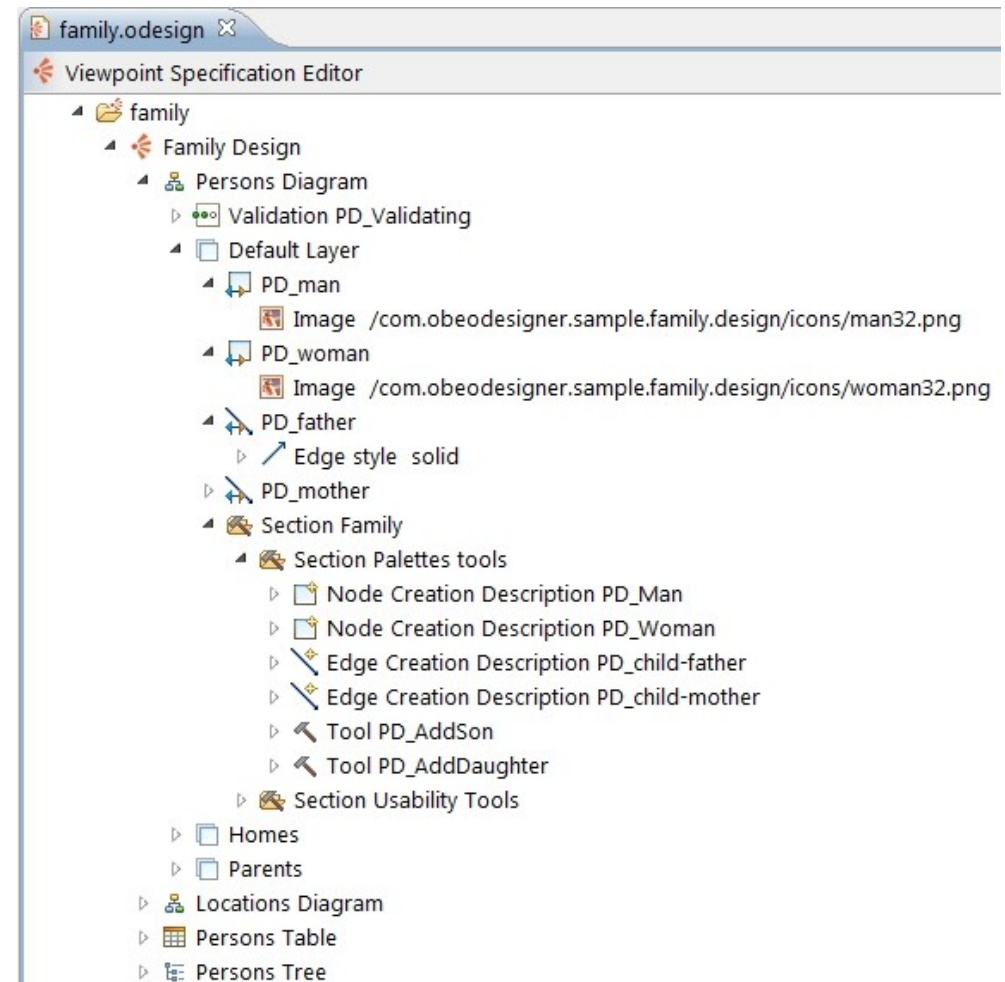 family.odesign
Viewpoint Specification Editor
family
Family Design
Persons Diagram
Validation PD_Validating
Default Layer
PD_man
Image /com.obeodesigner.sample.family.design/icons/man32.png
PD_woman
Image /com.obeodesigner.sample.family.design/icons/woman32.png
PD_father
Edge style solid
PD_mother
Section Family
Section Palettes tools
Node Creation Description PD_Man
Node Creation Description PD_Woman
Edge Creation Description PD_child-father
Edge Creation Description PD_child-mother
Tool PD_AddSon
Tool PD_AddDaughter
Section Usability Tools
Homes
Parents
Locations Diagram
Persons Table
Persons Tree